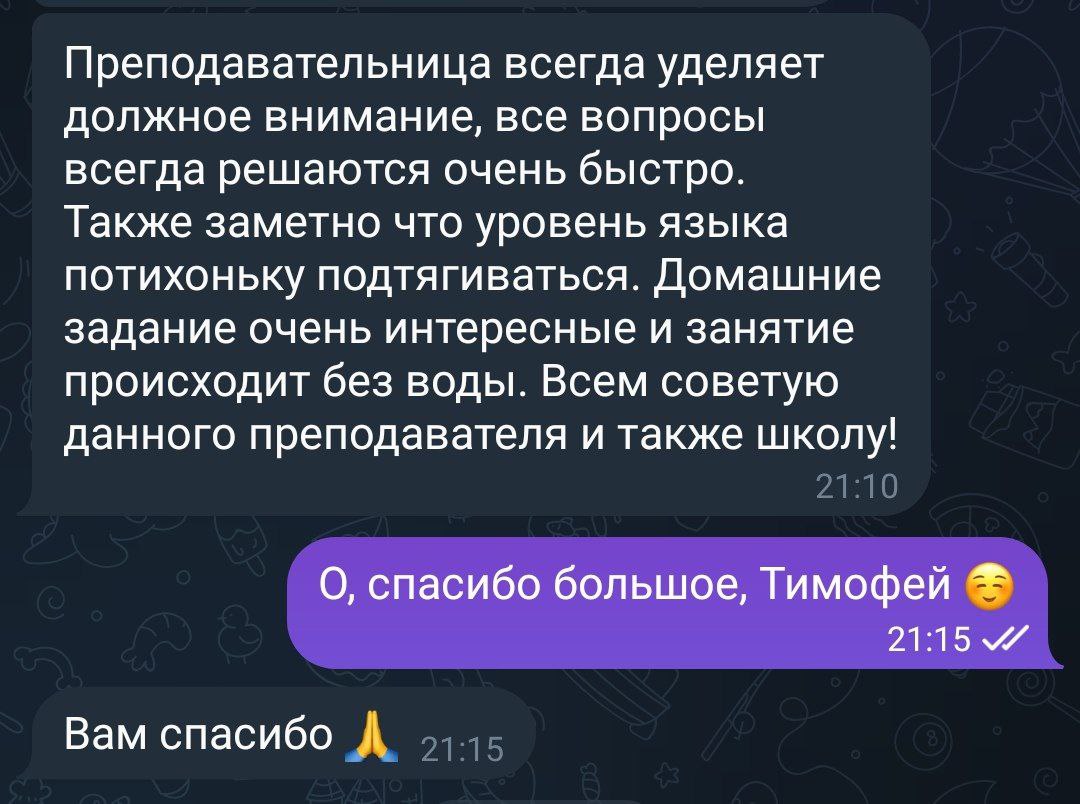 Преподавательница всегда уделяет
должное внимание, все вопросы
всегда решаются очень быстро.
Также заметно что уровень языка
потихоньку подтягиваться. Домашние
задание очень интересные и занятие
происходит без воды. Всем советую
данного преподавателя и также школу!
21:10
О, спасибо большое, Тимофей ☺️
21:15
Вам спасибо 🙏 21:15